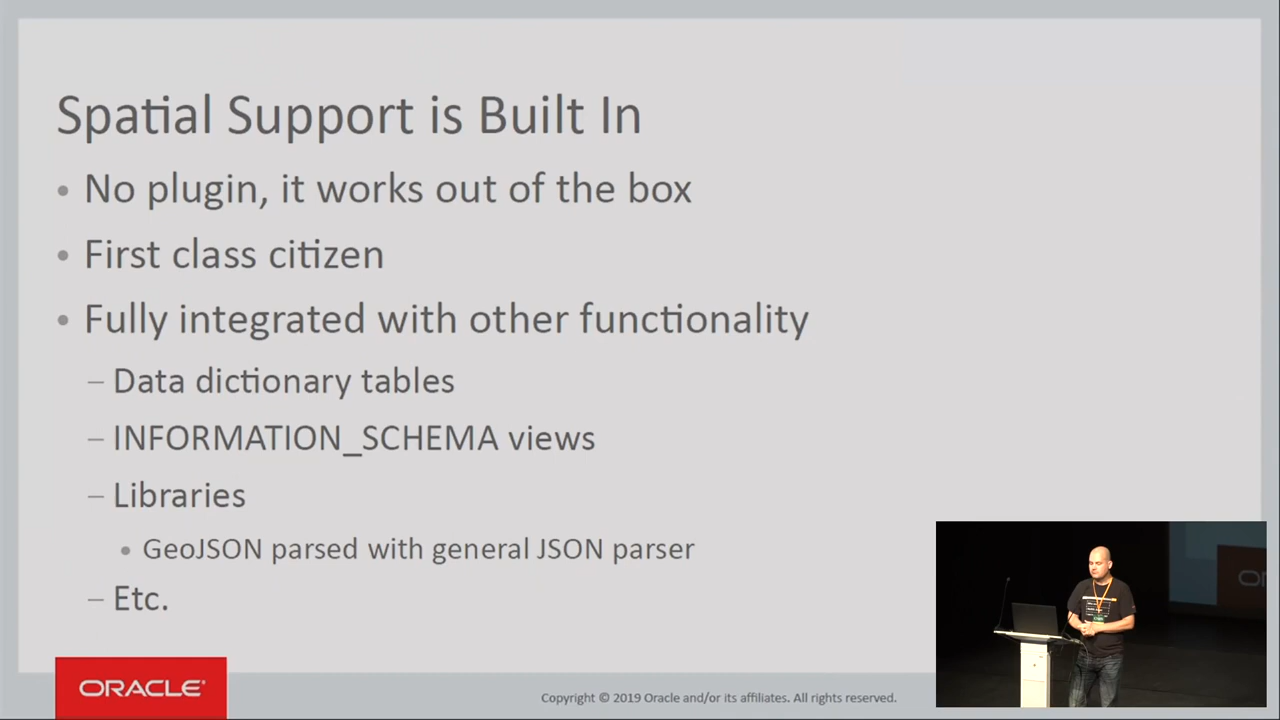 Spatial Support is Built In
• No plugin, it works out of the box
• First class citizen
• Fully integrated with other functionality
– Data dictionary tables
– INFORMATION_SCHEMA views
– Libraries
• GeoJSON parsed with general JSON parser
– Etc.
ORACLE®
Copyright © 2019 Oracle and/or its affiliates. All rights reserved.